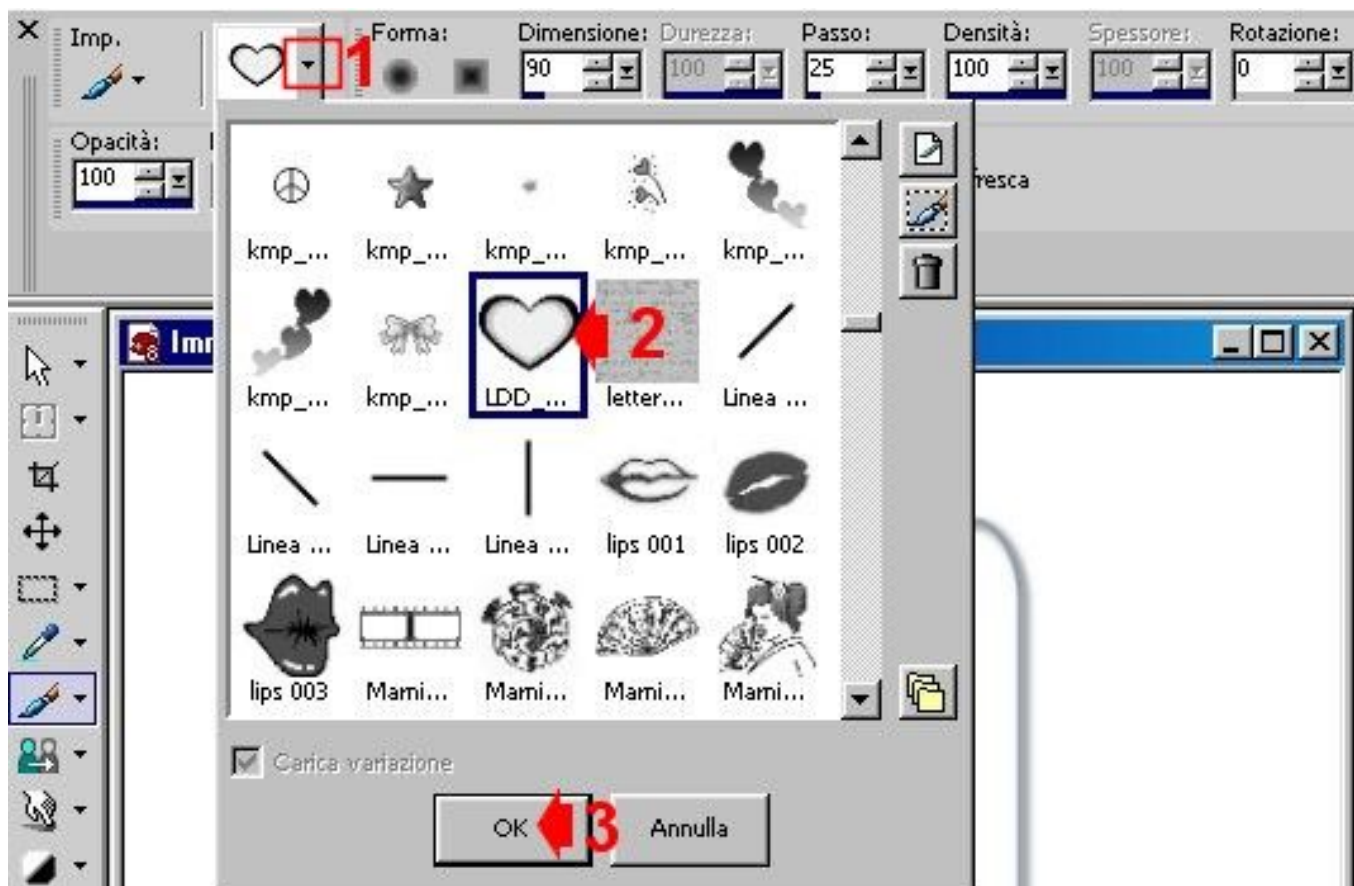 Imp.
1
Forma:
Dimensione:
Durezza:
Passo:
Densità:
Spessore:
Rotazione:
90
100
25
100
100
0
Opacità:
100
fresca
kmp_... kmp_... kmp_... kmp_... kmp_...
kmp_... kmp_... LDD_... letter... Linea ...
2
Linea ... Linea ... Linea ... lips 001 lips 002
lips 003 Mami... Mami... Mami... Mami...
Carica variazione
OK
3
Annulla